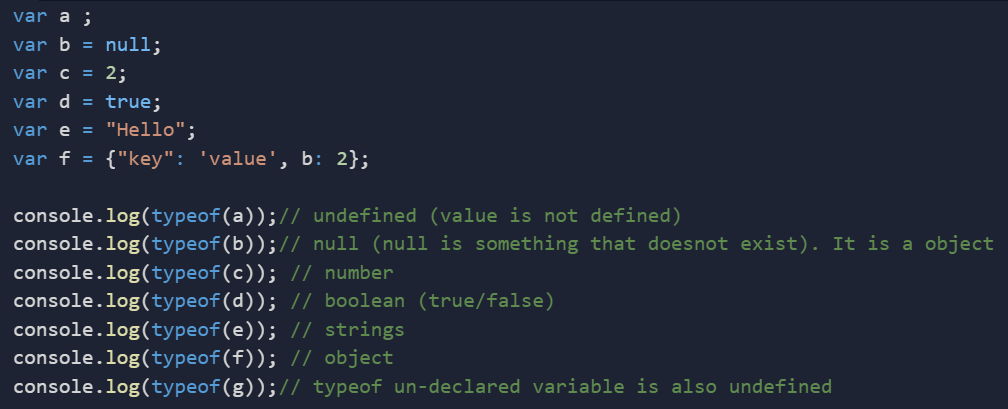 var a ;
var b = null;
var c = 2;
var d = true;
var e = "Hello";
var f = {"key": 'value', b: 2};
console.log(typeof(a));// undefined (value is not defined)
console.log(typeof(b));// null (null is something that doesnot exist). It is a object
console.log(typeof(c)); // number
console.log(typeof(d)); // boolean (true/false)
console.log(typeof(e)); // strings
console.log(typeof(f)); // object
console.log(typeof(g));// typeof un-declared variable is also undefined